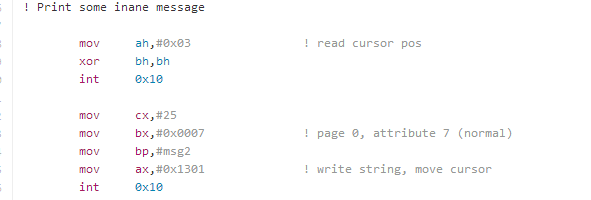 ! Print some inane message
mov ah,#0x03 ! read cursor pos
xor bh,bh
int 0x10
mov cx,#25
mov bx,#0x0007 ! page 0, attribute 7 (normal)
mov bp,#msg2
mov ax,#0x1301 ! write string, move cursor
int 0x10